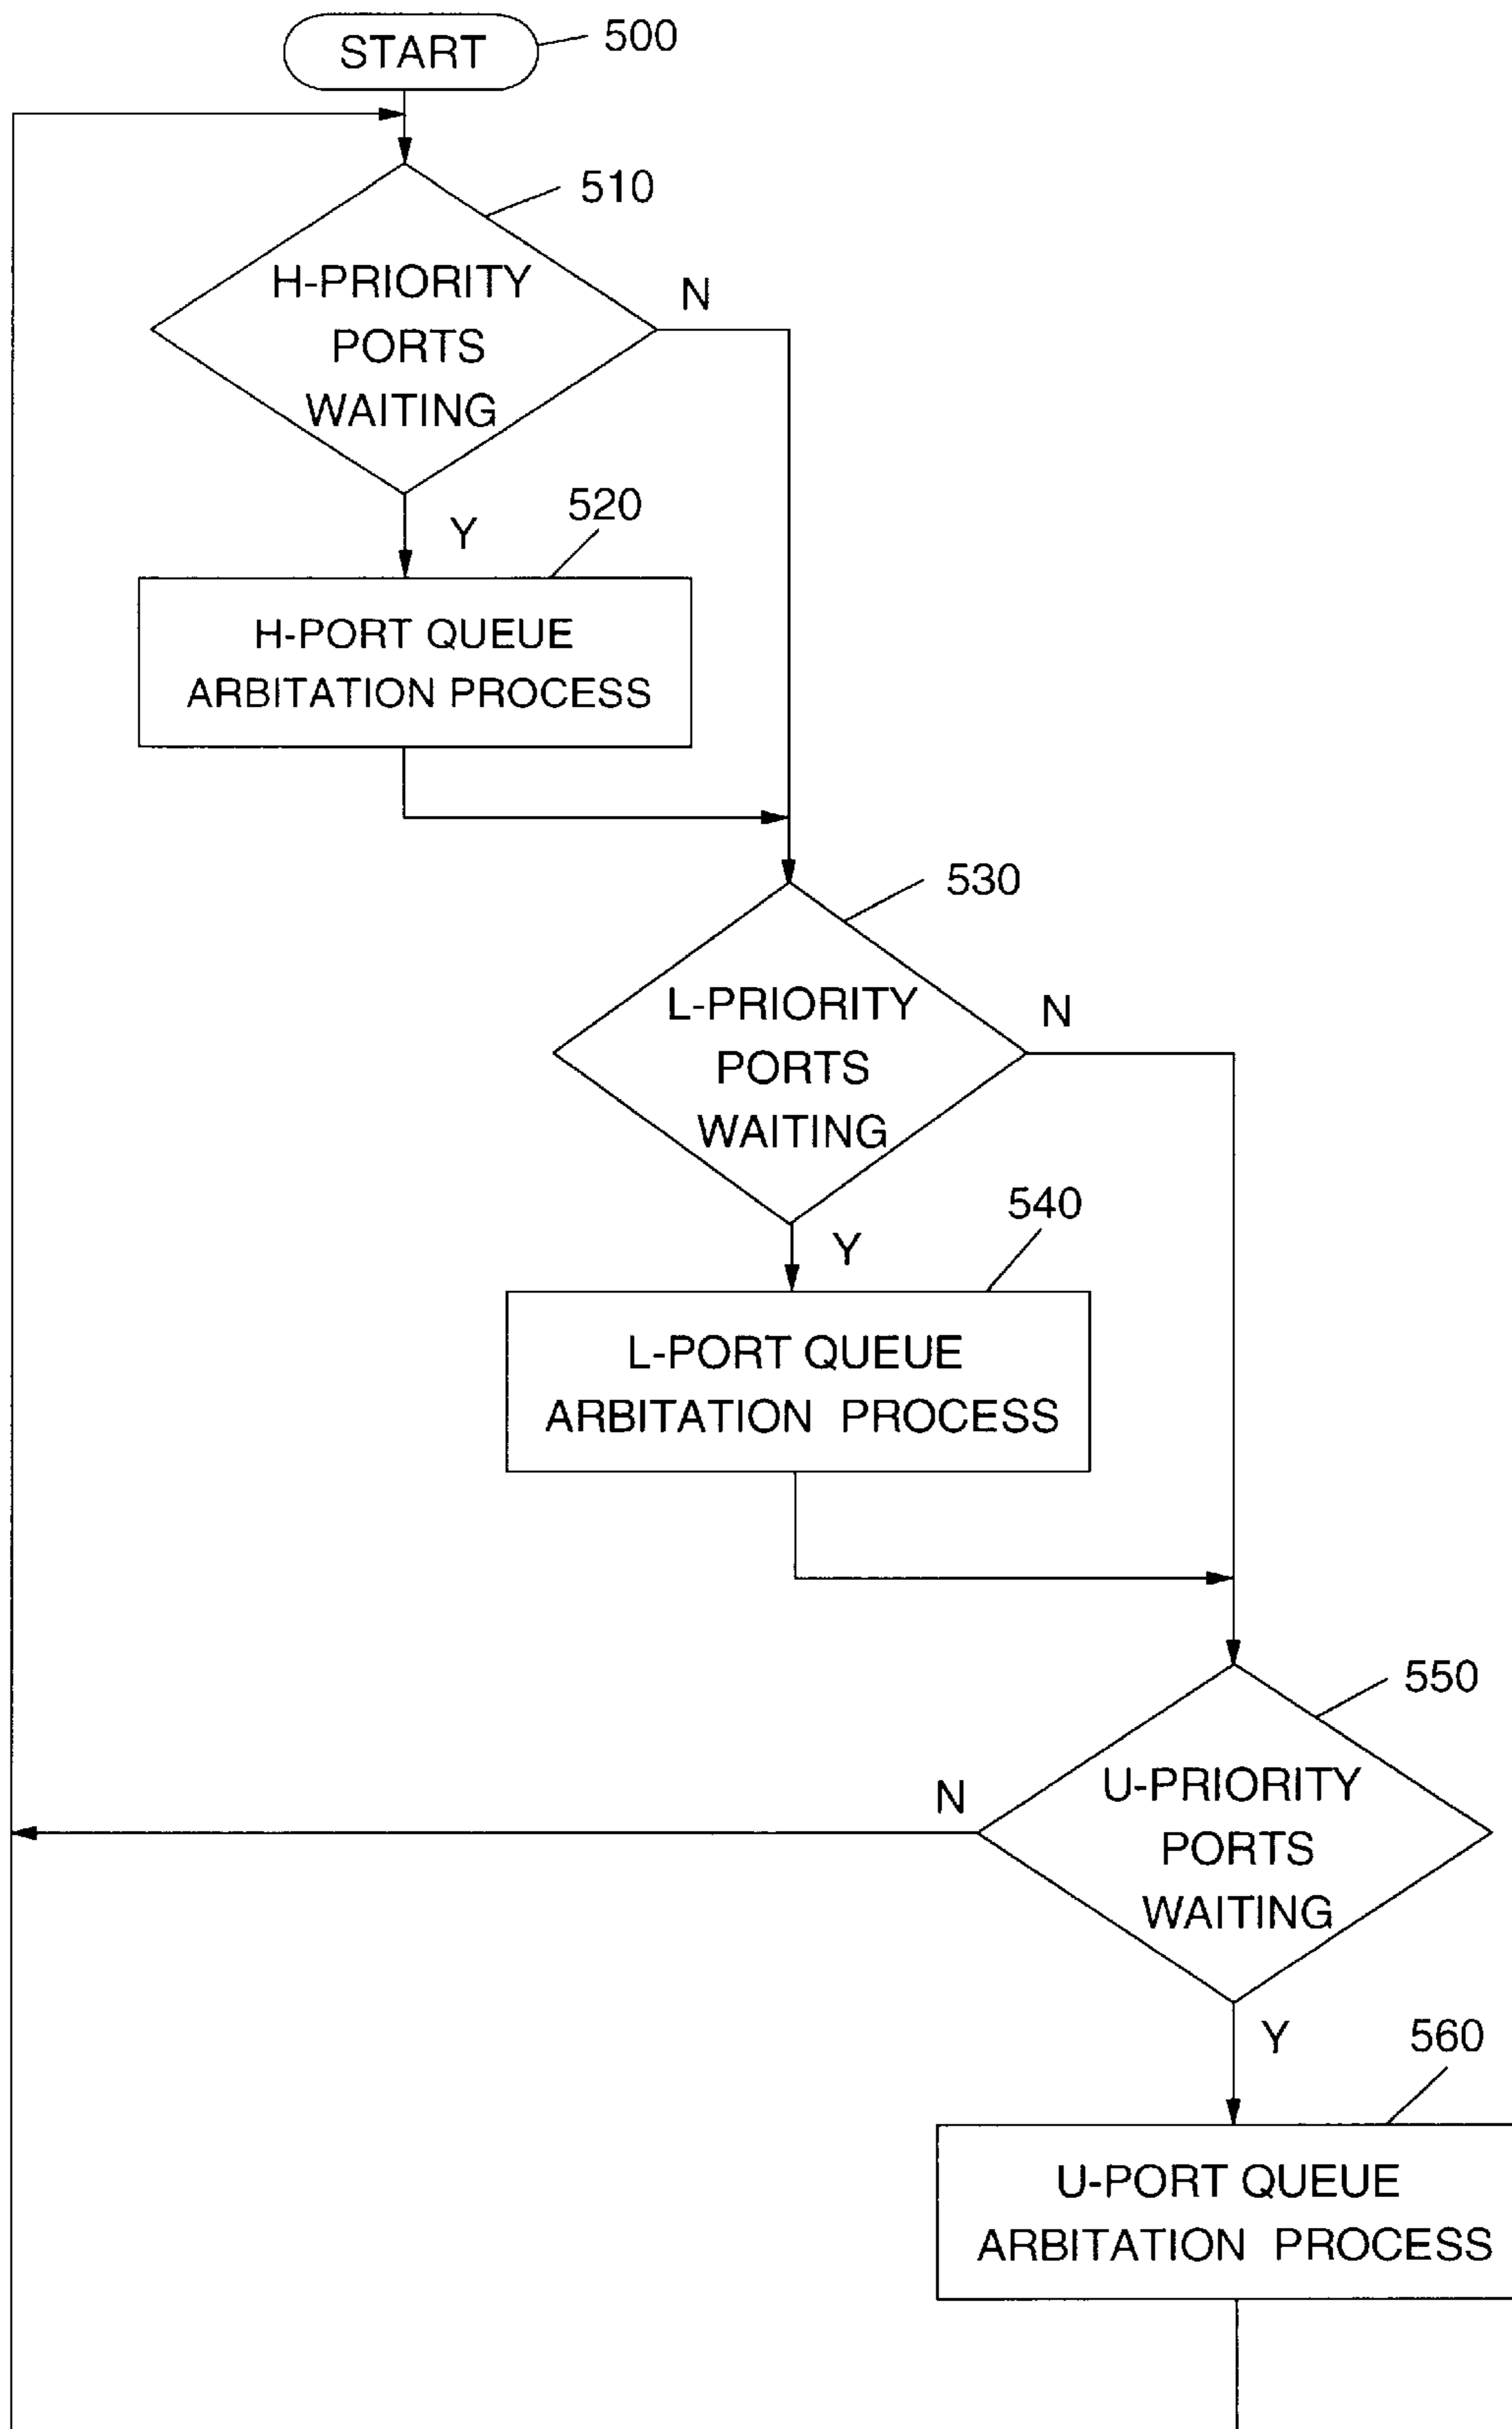 START
500
510
H-PRIORITY
PORTS
WAITING
N
Y
520
H-PORT QUEUE
ARBITATION PROCESS
530
L-PRIORITY
PORTS
WAITING
N
Y
540
L-PORT QUEUE
ARBITATION PROCESS
550
N
U-PRIORITY
PORTS
WAITING
Y
560
U-PORT QUEUE
ARBITATION PROCESS